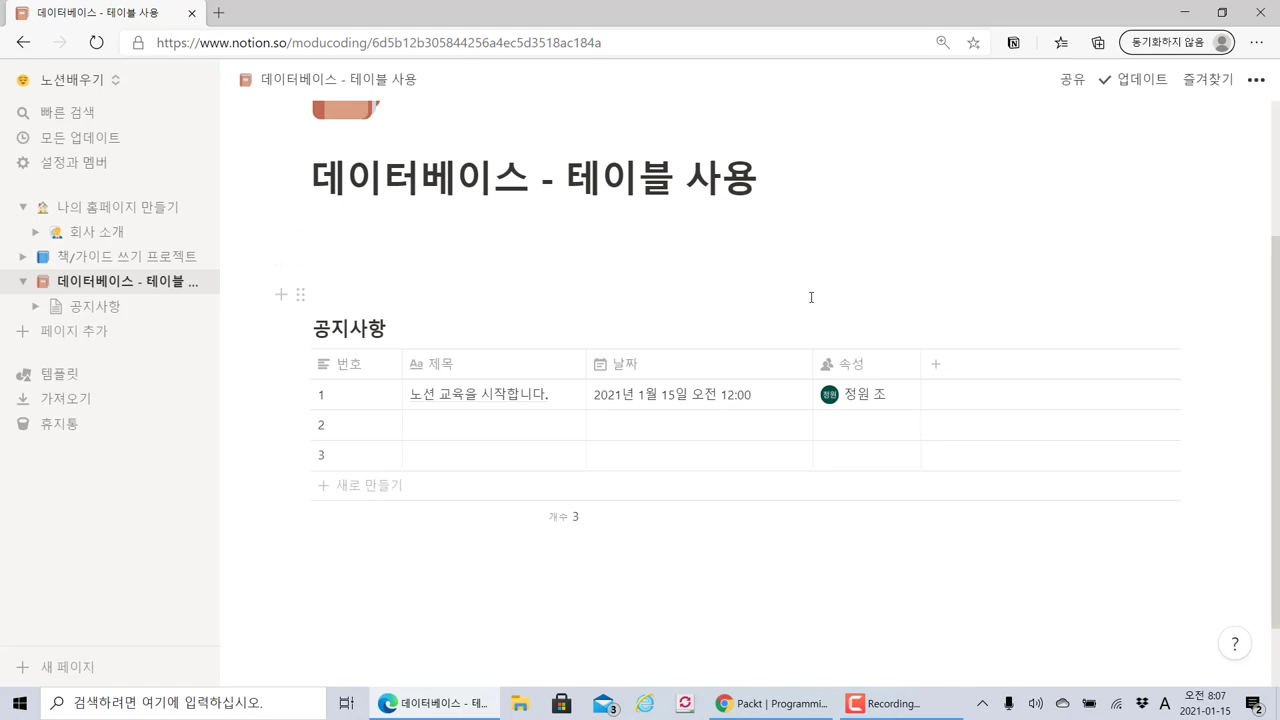 데이터베이스 - 테이블 사용
https://www.notion.so/moducoding/6d5b12b305844256a4ec5d3518ac184a
동기화하지 않음
노션배우기
데이터베이스 - 테이블 사용
공유
업데이트
즐겨찾기
빠른 검색
모든 업데이트
설정과 멤버
나의 홈페이지 만들기
회사 소개
책/가이드 쓰기 프로젝트
데이터베이스 - 테이블 ...
공지사항
페이지 추가
템플릿
가져오기
휴지통
새 페이지
데이터베이스 - 테이블 사용
공지사항
번호 Aa 제목 날짜 속성
1 노션 교육을 시작합니다. 2021년 1월 15일 오전 12:00 정원 정원 조
2
3
새로 만들기
개수 3
?
검색하려면 여기에 입력하십시오.
데이터베이스 - 테...
3
Packt | Programmi...
Recording...
A
오전 8:07
2021-01-15
2